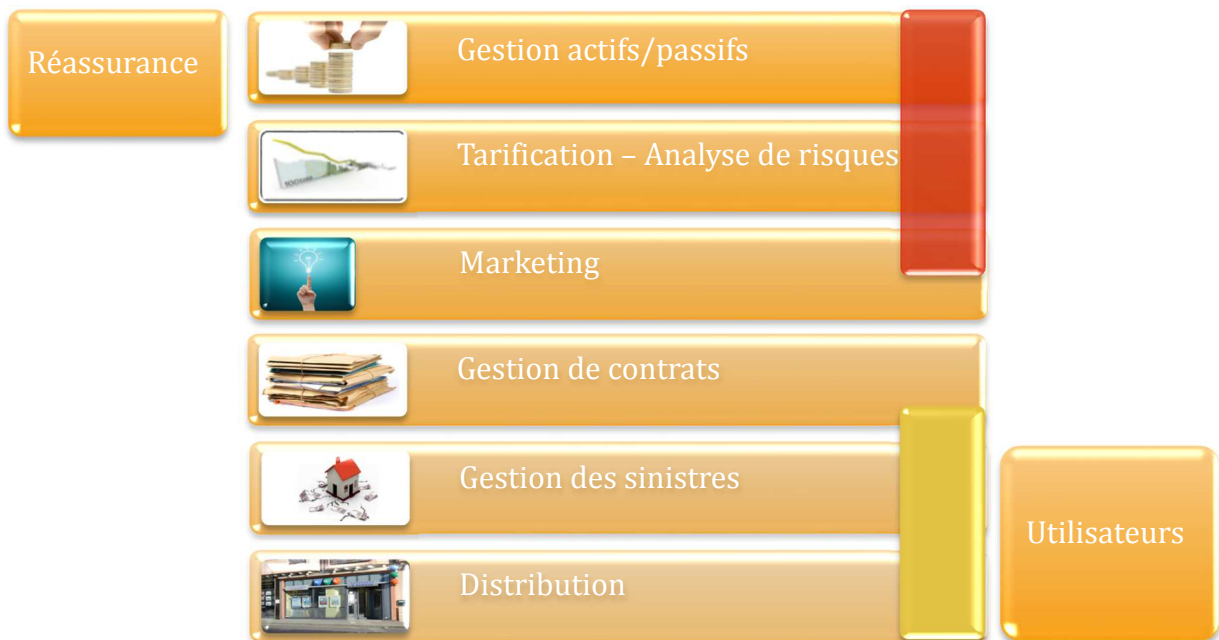 Réassurance
Gestion actifs/passifs
Tarification – Analyse de risques
Marketing
Gestion de contrats
Gestion des sinistres
Utilisateurs
Distribution